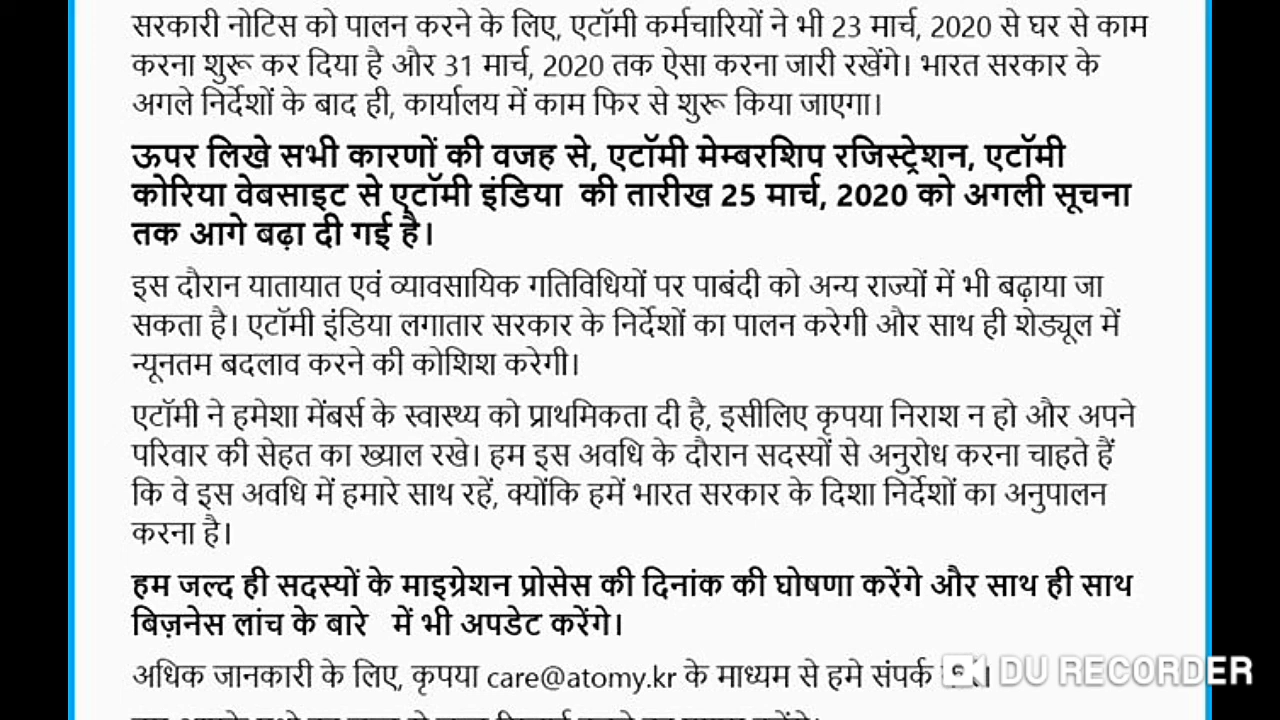 सरकारी नोटिस को पालन करने के लिए, एटॉमी कर्मचारियों ने भी 23 मार्च, 2020 से घर से काम
करना शुरू कर दिया है और 31 मार्च, 2020 तक ऐसा करना जारी रखेंगे। भारत सरकार के
अगले निर्देशों के बाद ही, कार्यालय में काम फिर से शुरू किया जाएगा।
ऊपर लिखे सभी कारणों की वजह से, एटॉमी मेम्बरशिप रजिस्ट्रेशन, एटॉमी
कोरिया वेबसाइट से एटॉमी इंडिया की तारीख 25 मार्च, 2020 को अगली सूचना
तक आगे बढ़ा दी गई है।
इस दौरान यातायात एवं व्यावसायिक गतिविधियों पर पाबंदी को अन्य राज्यों में भी बढ़ाया जा
सकता है। एटॉमी इंडिया लगातार सरकार के निर्देशों का पालन करेगी और साथ ही शेड्यूल में
न्यूनतम बदलाव करने की कोशिश करेगी।
एटॉमी ने हमेशा मेंबर्स के स्वास्थ्य को प्राथमिकता दी है, इसीलिए कृपया निराश न हो और अपने
परिवार की सेहत का ख्याल रखे। हम इस अवधि के दौरान सदस्यों से अनुरोध करना चाहते हैं
कि वे इस अवधि में हमारे साथ रहें, क्योंकि हमें भारत सरकार के दिशा निर्देशों का अनुपालन
करना है।
हम जल्द ही सदस्यों के माइग्रेशन प्रोसेस की दिनांक की घोषणा करेंगे और साथ ही साथ
बिज़नेस लांच के बारे में भी अपडेट करेंगे।
अधिक जानकारी के लिए, कृपया care@atomy.kr के माध्यम से हमे संपर्क
DU RECORDER